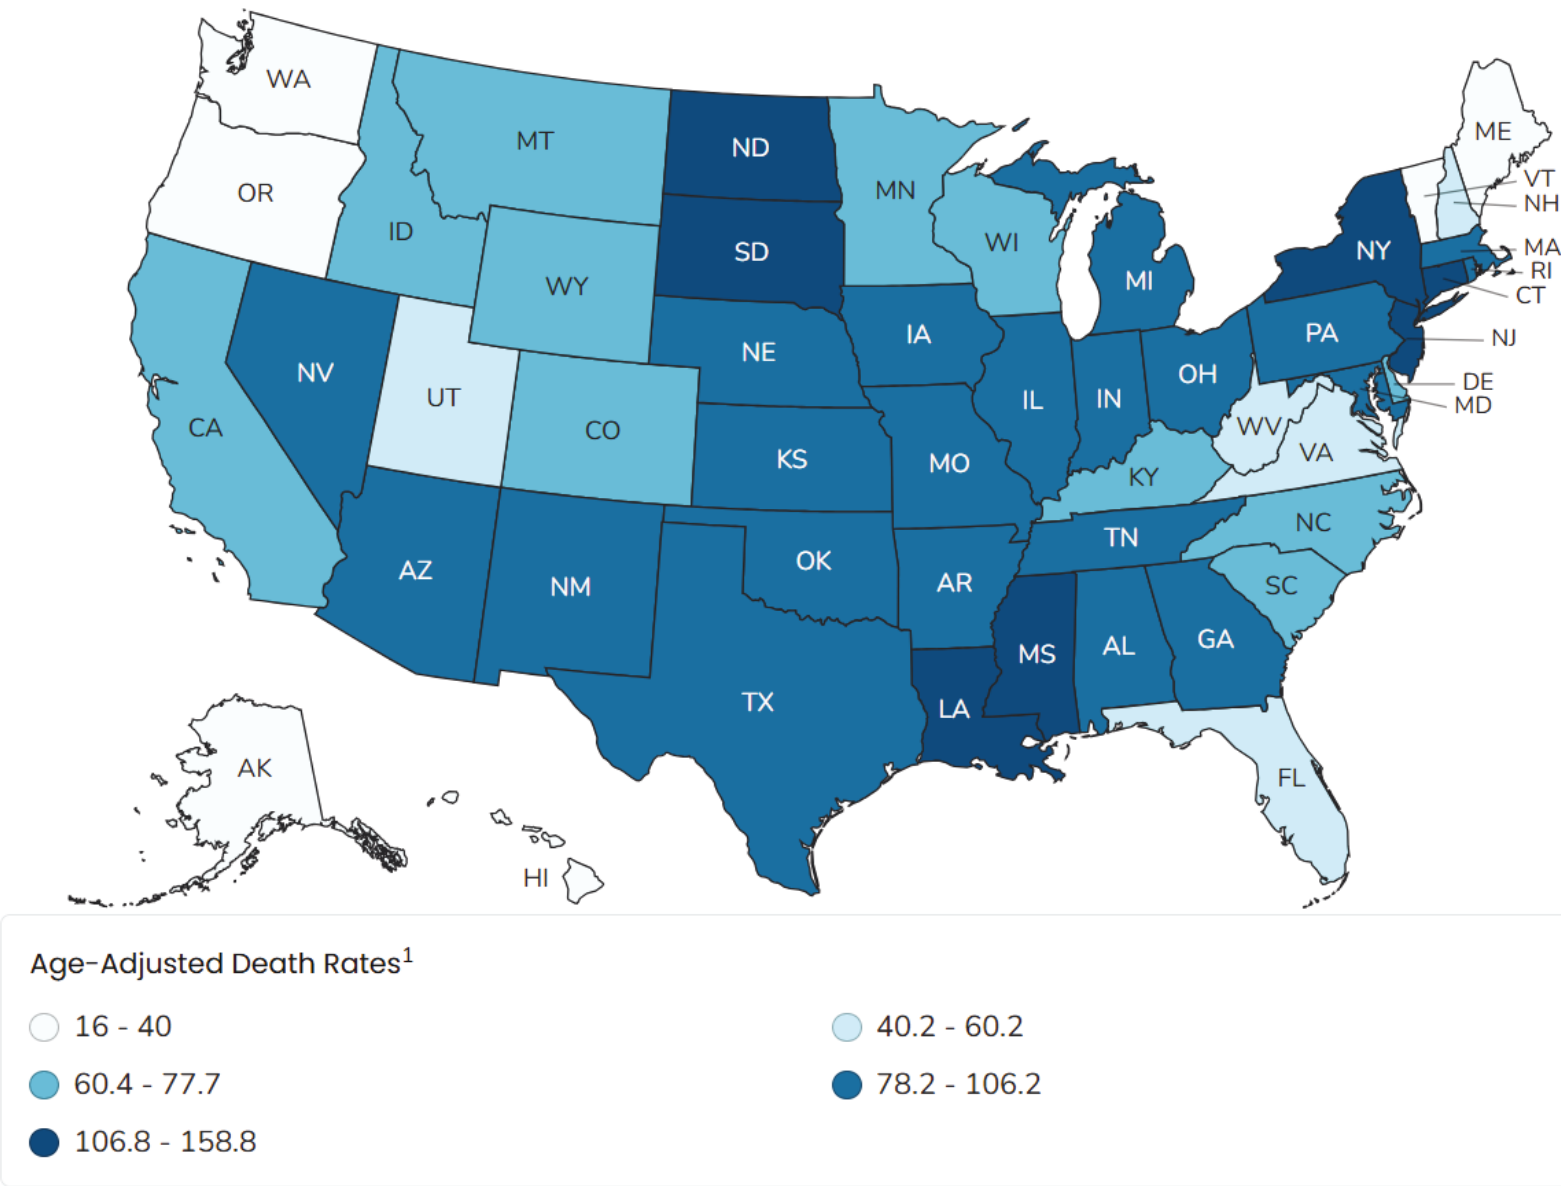 WA
ME
MT
ND
VT
MN
OR
NH
ID
WI
NY
MA
SD
RI
MI
WY
CT
IA
PA
NJ
NE
NV
OH
DE
UT
IL
IN
MD
CA
CO
WV
VA
KS
MO
KY
NC
TN
AZ
OK
NM
AR
SC
MS
AL
GA
TX
LA
AK
FL
HI
Age-Adjusted Death Rates¹
16 - 40
40.2 - 60.2
60.4 - 77.7
78.2 - 106.2
106.8 - 158.8